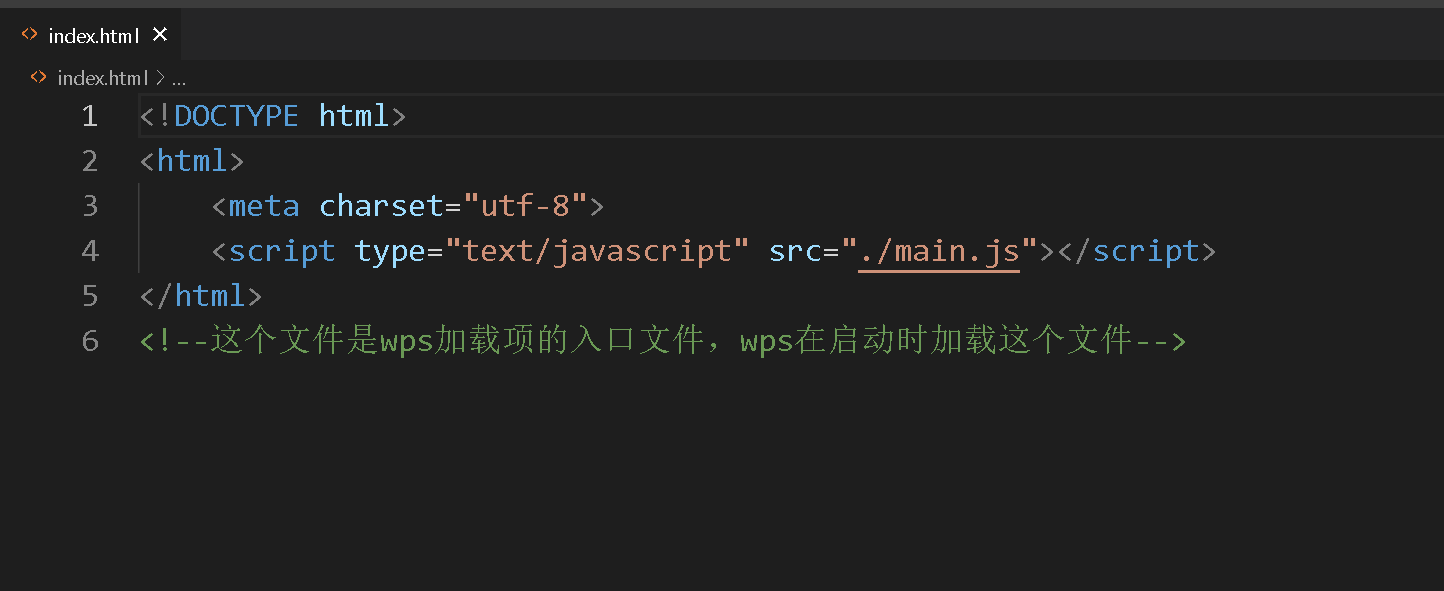 index.html
index.html > ...
1 <!DOCTYPE html>
2 <html>
3     <meta charset="utf-8">
4     <script type="text/javascript" src="./main.js"></script>
5 </html>
6 <!--这个文件是wps加载项的入口文件，wps在启动时加载这个文件-->